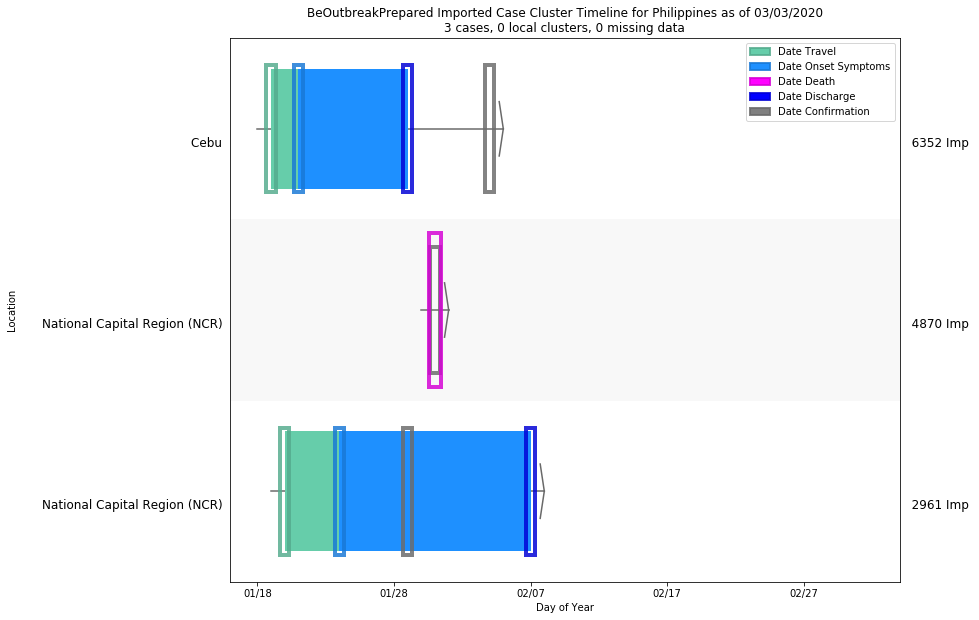 BeOutbreakPrepared Imported Case Cluster Timeline for Philippines as of 03/03/2020
3 cases, 0 local clusters, 0 missing data
Date Travel
Date Onset Symptoms
Date Death
Date Discharge
Date Confirmation
Cebu
6352 Imp
Location
National Capital Region (NCR)
4870 Imp
National Capital Region (NCR)
2961 Imp
01/18
01/28
02/07
02/17
02/27
Day of Year